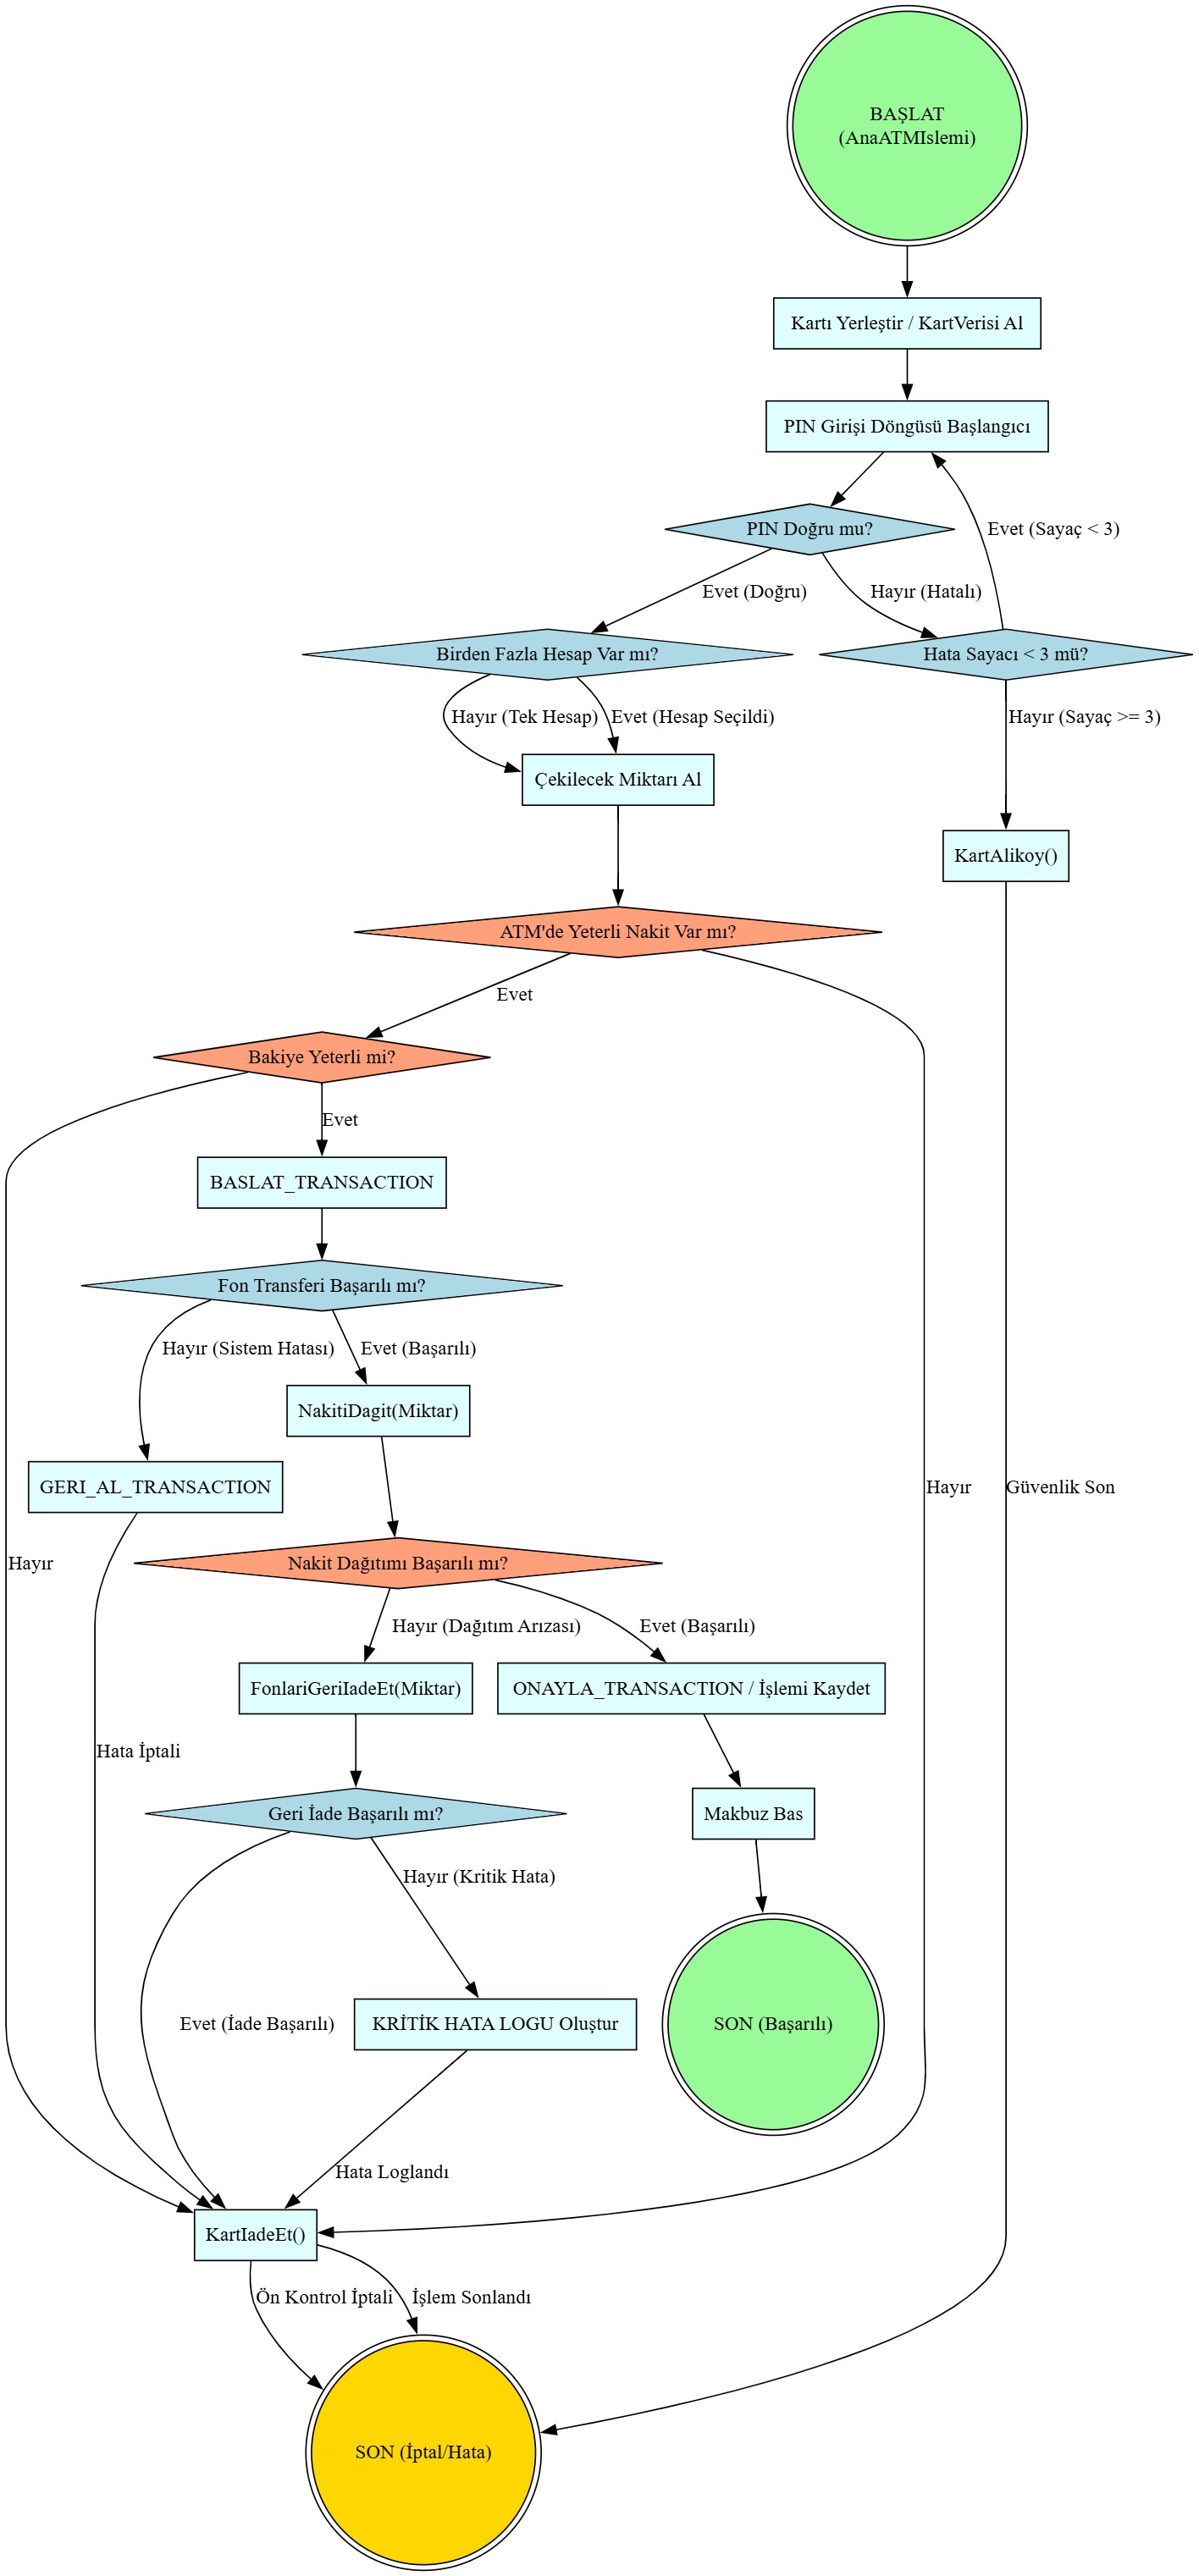 BAŞLAT
(AnaATMIslemi)
Kartı Yerleştir / KartVerisi Al
PIN Girişi Döngüsü Başlangıcı
PIN Doğru mu?
Evet (Sayaç < 3)
Evet (Doğru)
Hayır (Hatalı)
Birden Fazla Hesap Var mı?
Hata Sayacı < 3 mü?
Hayır (Tek Hesap)
Evet (Hesap Seçildi)
Hayır (Sayaç >= 3)
Çekilecek Miktarı Al
KartAlikoy()
ATM'de Yeterli Nakit Var mı?
Evet
Bakiye Yeterli mi?
Evet
BASLAT_TRANSACTION
Fon Transferi Başarılı mı?
Hayır (Sistem Hatası)
Evet (Başarılı)
NakitiDagit(Miktar)
GERI_AL_TRANSACTION
Hayır
Güvenlik Son
Hayır
Nakit Dağıtımı Başarılı mı?
Hayır (Dağıtım Arızası)
Evet (Başarılı)
FonlariGeriIadeEt(Miktar)
ONAYLA_TRANSACTION / İşlemi Kaydet
Hata İptali
Geri İade Başarılı mı?
Makbuz Bas
Hayır (Kritik Hata)
Evet (İade Başarılı)
KRİTİK HATA LOGU Oluştur
SON (Başarılı)
Hata Loglandı
KartIadeEt()
Ön Kontrol İptali
İşlem Sonlandı
SON (İptal/Hata)